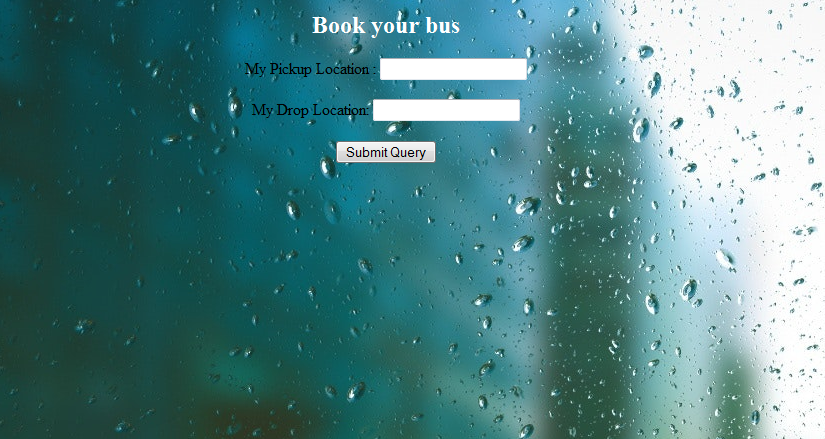 Book your bus
My Pickup Location :
My Drop Location:
Submit Query